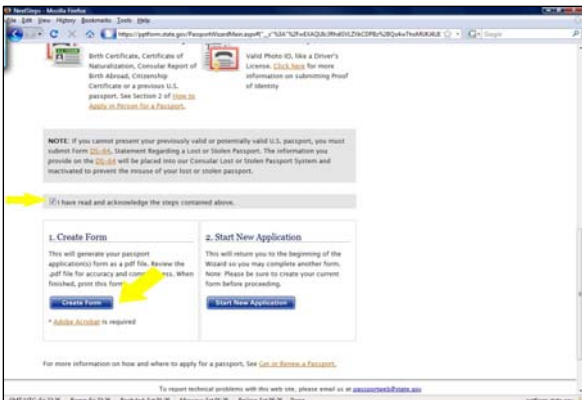 NextSteps - Mozilla Firefox
File Edit View History Bookmarks Tools Help
Google
Birth Certificate, Certificate of
Naturalization, Consular Report of
Birth Abroad, Citizenship
Certificate or a previous U.S.
passport. See Section 2 of How to
Apply in Person for a Passport.
Valid Photo ID, like a Driver's
License. Click here for more
information on submitting Proof
of Identity
NOTE: If you cannot present your previously valid or potentially valid U.S. passport, you must
submit Form DS-64, Statement Regarding a Lost or Stolen Passport. The information you
provide on the DS-64 will be placed into our Consular Lost or Stolen Passport System and
inactivated to prevent the misuse of your lost or stolen passport.
I have read and acknowledge the steps contained above.
1. Create Form
This will generate your passport
application(s) form as a pdf file. Review the
.pdf file for accuracy and When
finished, print this
Create Form
* Adobe Acrobat is required
2. Start New Application
This will return you to the beginning of the
Wizard so you may complete another form.
Note: Please be sure to create your current
form before proceeding.
Start New Application
For more information on how and where to apply for a passport, See Get or Renew a Passport.
To report technical problems with this web site, please email us at passportweb@state.gov